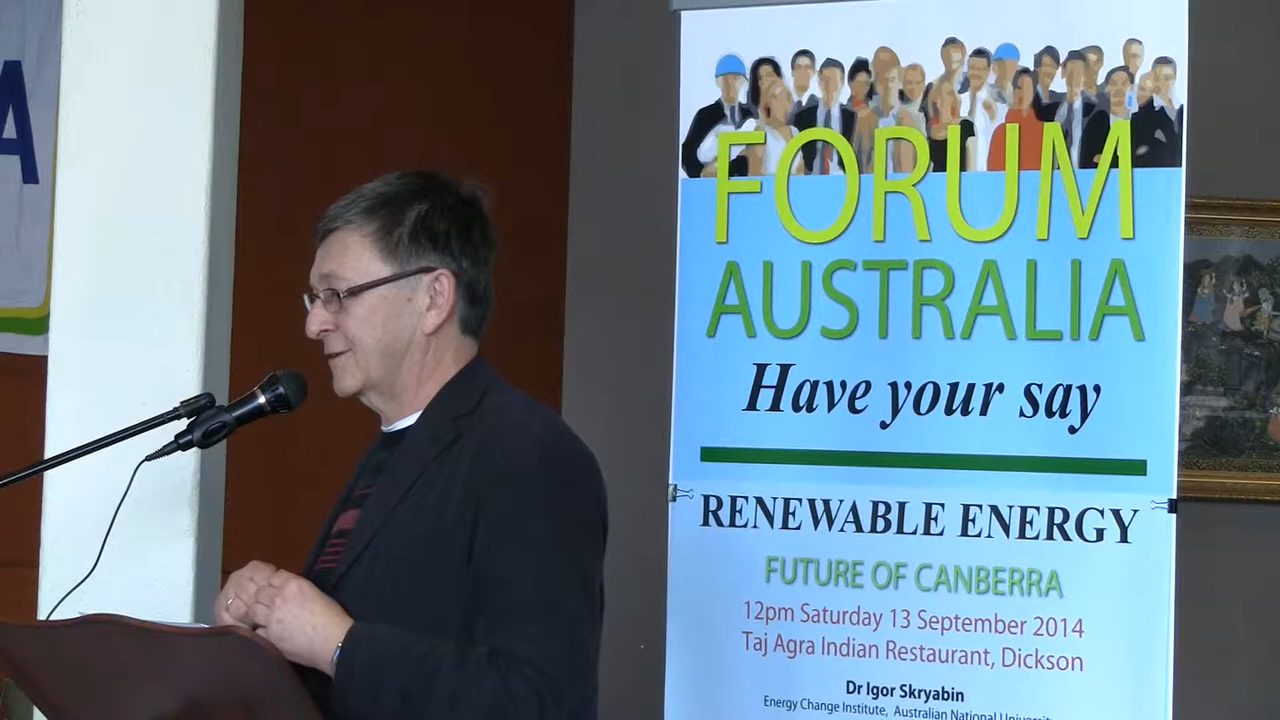 A
FORUM
AUSTRALIA
Have your say
RENEWABLE ENERGY
FUTURE OF CANBERRA
12pm Saturday 13 September 2014
Taj Agra Indian Restaurant, Dickson
Dr Igor Skryabin
Energy Change Institute, Australian National University